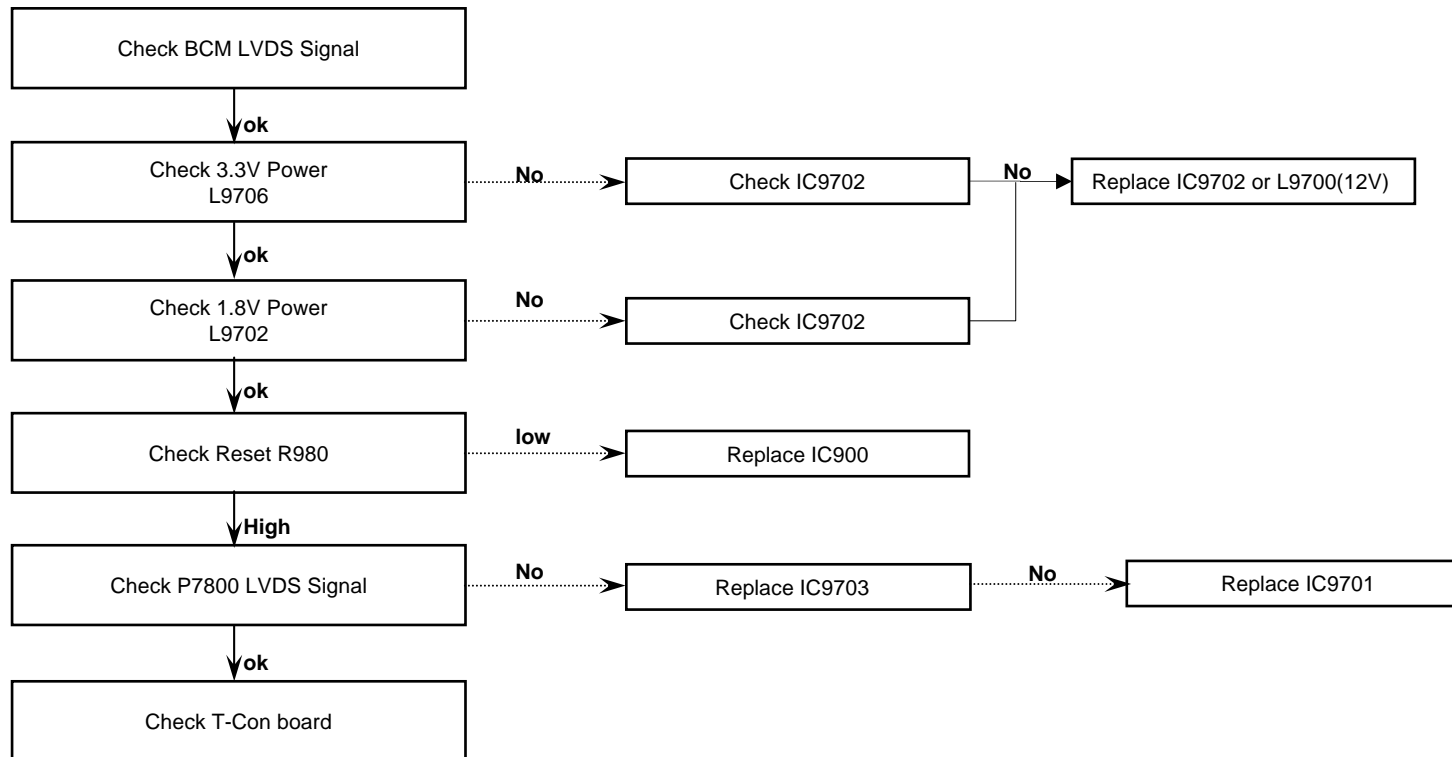 Check BCM LVDS Signal
ok
Check 3.3V Power
L9706
No
Check IC9702
No
Replace IC9702 or L9700(12V)
ok
Check 1.8V Power
L9702
No
Check IC9702
ok
Check Reset R980
low
Replace IC900
High
Check P7800 LVDS Signal
No
Replace IC9703
No
Replace IC9701
ok
Check T-Con board